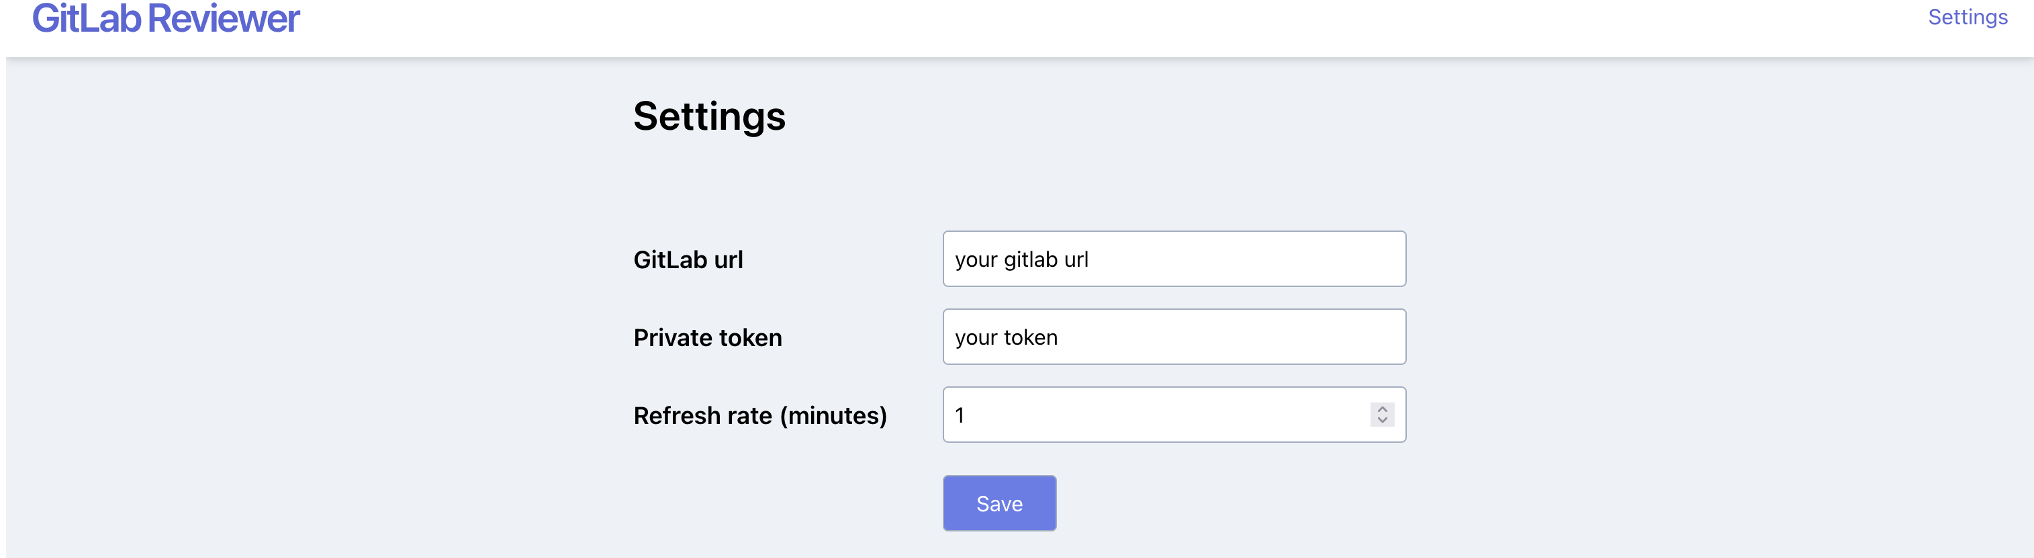 GitLab Reviewer
Settings
Settings
GitLab url
your gitlab url
Private token
your token
Refresh rate (minutes)
1
Save